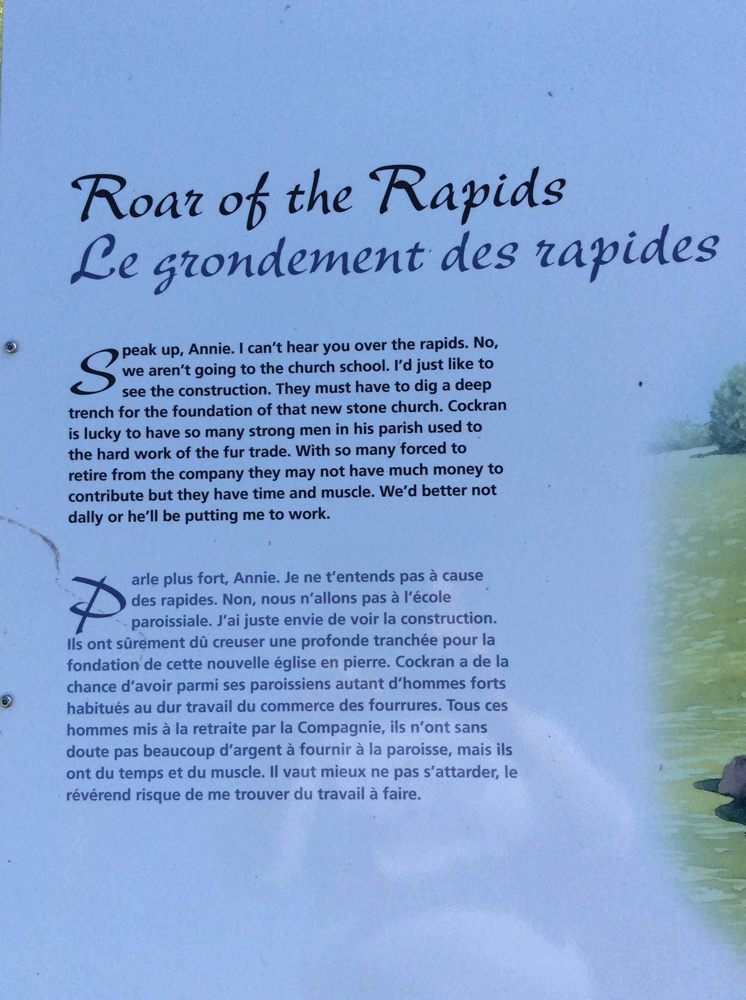 Roar of the Rapids
Le grondement des rapides
Speak up, Annie. I can't hear you over the rapids. No,
we aren't going to the church school. I'd just like to
see the construction. They must have to dig a deep
trench for the foundation of that new stone church. Cockran
is lucky to have so many strong men in his parish used to
the hard work of the fur trade. With so many forced to
retire from the company they may not have much money to
contribute but they have time and muscle. We'd better not
dally or he'll be putting me to work.
Parle plus fort, Annie. Je ne t'entends pas à cause
des rapides. Non, nous n'allons pas à l'école
paroissiale. J'ai juste envie de voir la construction.
Ils ont sûrement dû creuser une profonde tranchée pour la
fondation de cette nouvelle église en pierre. Cockran a de la
chance d'avoir parmi ses paroissiens autant d'hommes forts
habitués au dur travail du commerce des fourrures. Tous ces
hommes mis à la retraite par la Compagnie, ils n'ont sans
doute pas beaucoup d'argent à fournir à la paroisse, mais ils
ont du temps et du muscle. Il vaut mieux ne pas s'attarder, le
révérend risque de me trouver du travail à faire.